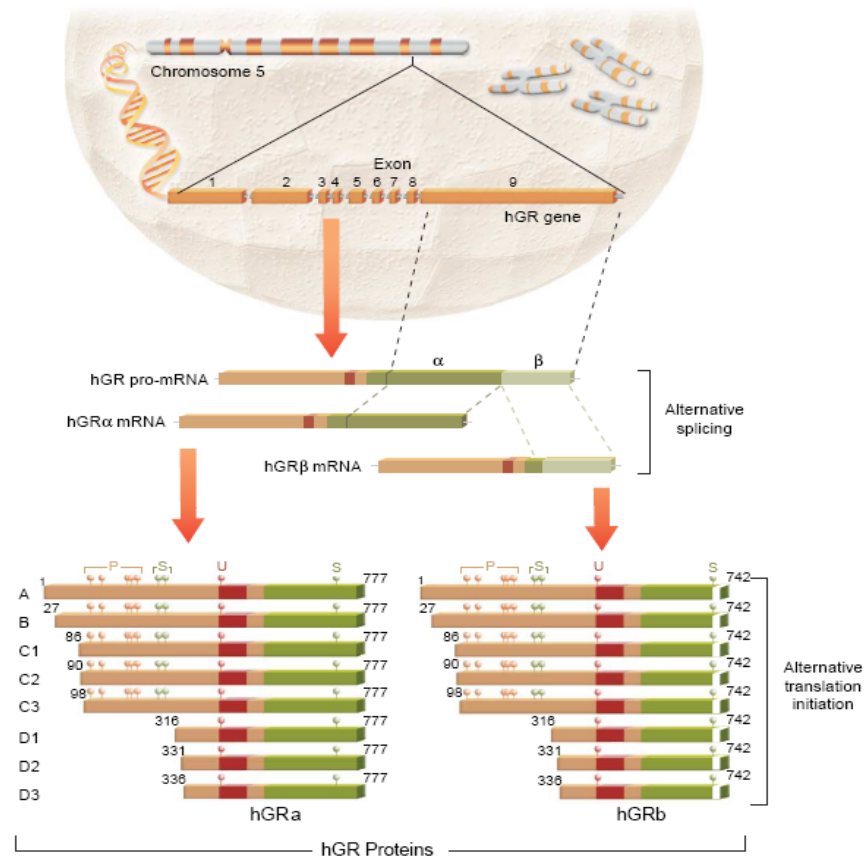 Chromosome 5
Exon
1 2 3 4 5 6 7 8 9
hGR gene
α β
hGR pro-mRNA
hGRα mRNA
hGRβ mRNA
Alternative
splicing
P S U S
1 777
A
27 777
B
86 777
C1
90 777
C2
98 777
C3
316 777
D1
331 777
D2
336 777
D3
hGRa
P S U S
1 742
27 742
86 742
90 742
98 742
316 742
331 742
336 742
hGRb
Alternative
translation
initiation
hGR Proteins